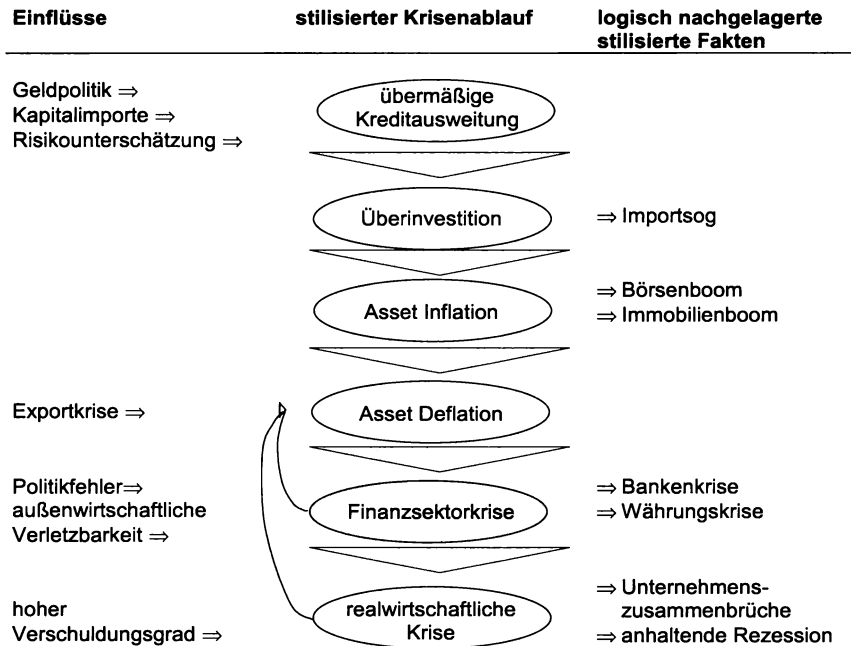 Einflüsse stilisierter Krisenablauf logisch nachgelagerte
stilisierte Fakten
Geldpolitik ⇒
Kapitalimporte ⇒
Risikounterschätzung ⇒
übermäßige
Kreditausweitung
Überinvestition
⇒ Importsog
Asset Inflation
⇒ Börsenboom
⇒ Immobilienboom
Exportkrise ⇒
Asset Deflation
Politikfehler⇒
außenwirtschaftliche
Verletzbarkeit ⇒
Finanzsektorkrise
⇒ Bankenkrise
⇒ Währungskrise
hoher
Verschuldungsgrad ⇒
realwirtschaftliche
Krise
⇒ Unternehmens-
zusammenbrüche
⇒ anhaltende Rezession